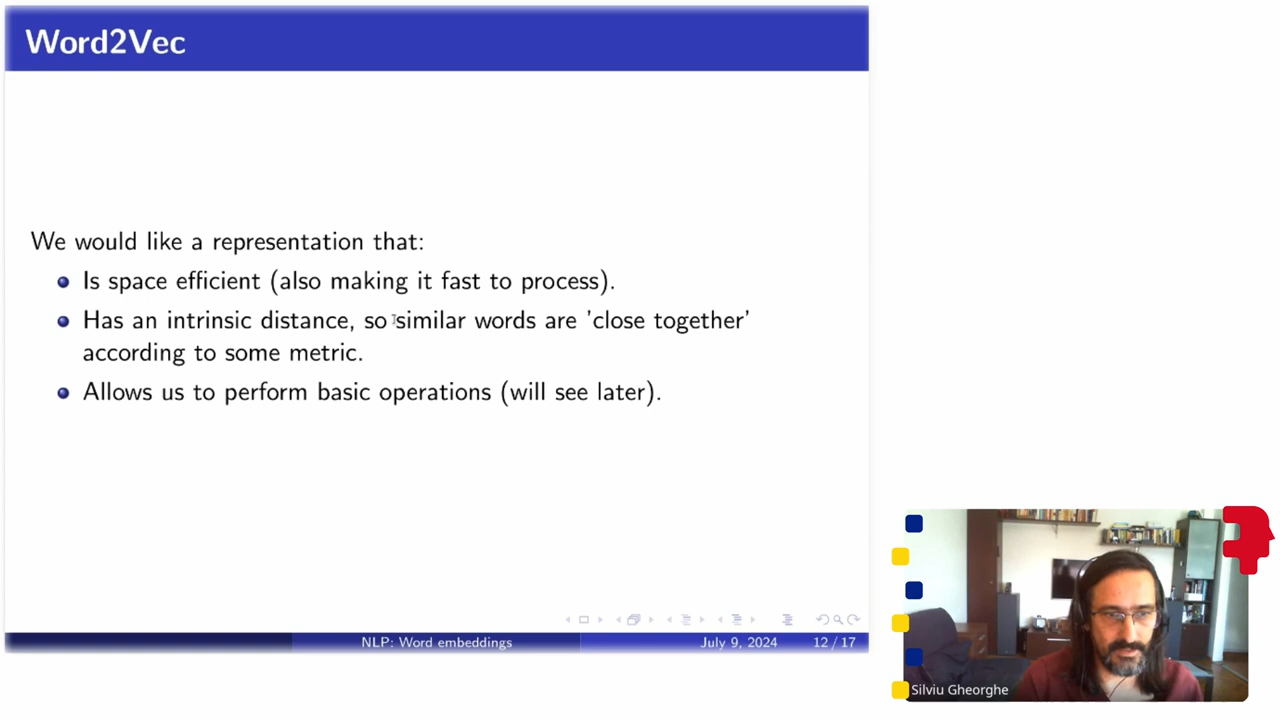 Word2Vec
We would like a representation that:
Is space efficient (also making it fast to process).
Has an intrinsic distance, so similar words are 'close together'
according to some metric.
Allows us to perform basic operations (will see later).
NLP: Word embeddings
July 9, 2024
12 / 17
Silviu Gheorghe